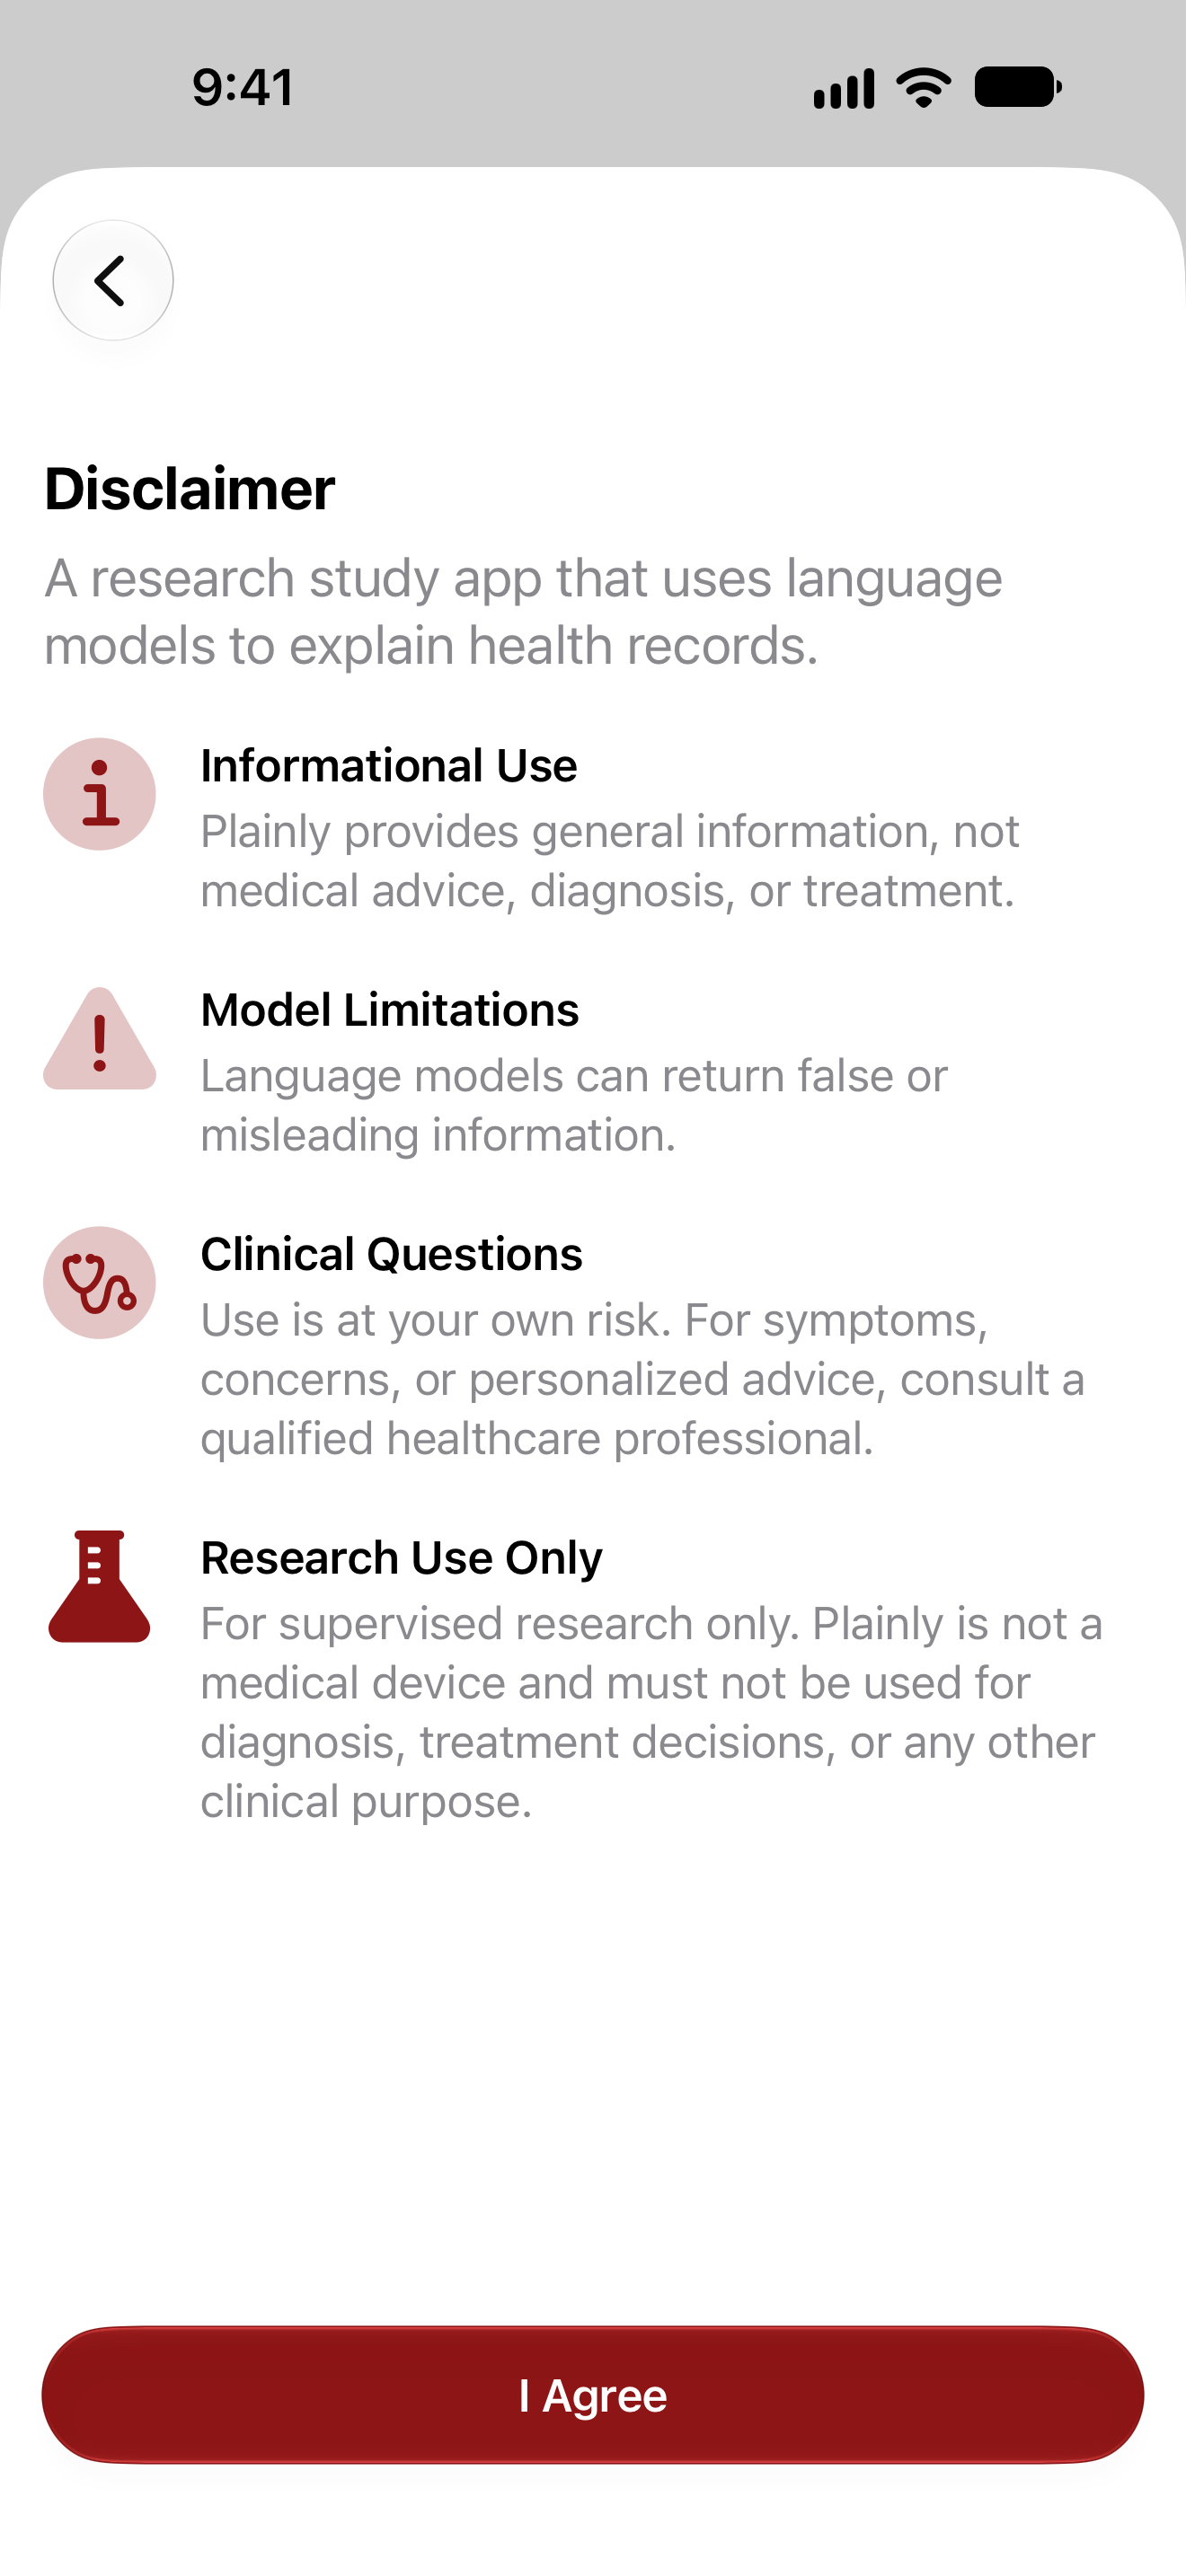 9:41
Disclaimer
A research study app that uses language
models to explain health records.
Informational Use
Plainly provides general information, not
medical advice, diagnosis, or treatment.
Model Limitations
Language models can return false or
misleading information.
Clinical Questions
Use is at your own risk. For symptoms,
concerns, or personalized advice, consult a
qualified healthcare professional.
Research Use Only
For supervised research only. Plainly is not a
medical device and must not be used for
diagnosis, treatment decisions, or any other
clinical purpose.
I Agree